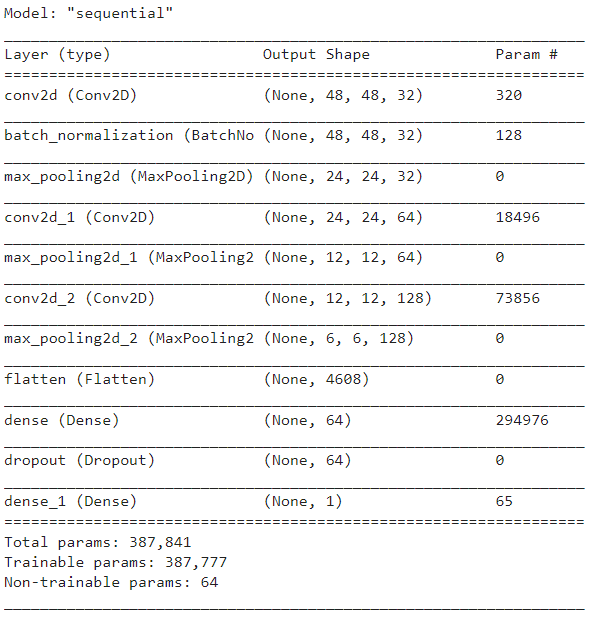 Model: "sequential"
Layer (type) Output Shape Param #
conv2d (Conv2D) (None, 48, 48, 32) 320
batch_normalization (BatchNo (None, 48, 48, 32) 128
max_pooling2d (MaxPooling2D) (None, 24, 24, 32) 0
conv2d_1 (Conv2D) (None, 24, 24, 64) 18496
max_pooling2d_1 (MaxPooling2 (None, 12, 12, 64) 0
conv2d_2 (Conv2D) (None, 12, 12, 128) 73856
max_pooling2d_2 (MaxPooling2 (None, 6, 6, 128) 0
flatten (Flatten) (None, 4608) 0
dense (Dense) (None, 64) 294976
dropout (Dropout) (None, 64) 0
dense_1 (Dense) (None, 1) 65
Total params: 387,841
Trainable params: 387,777
Non-trainable params: 64